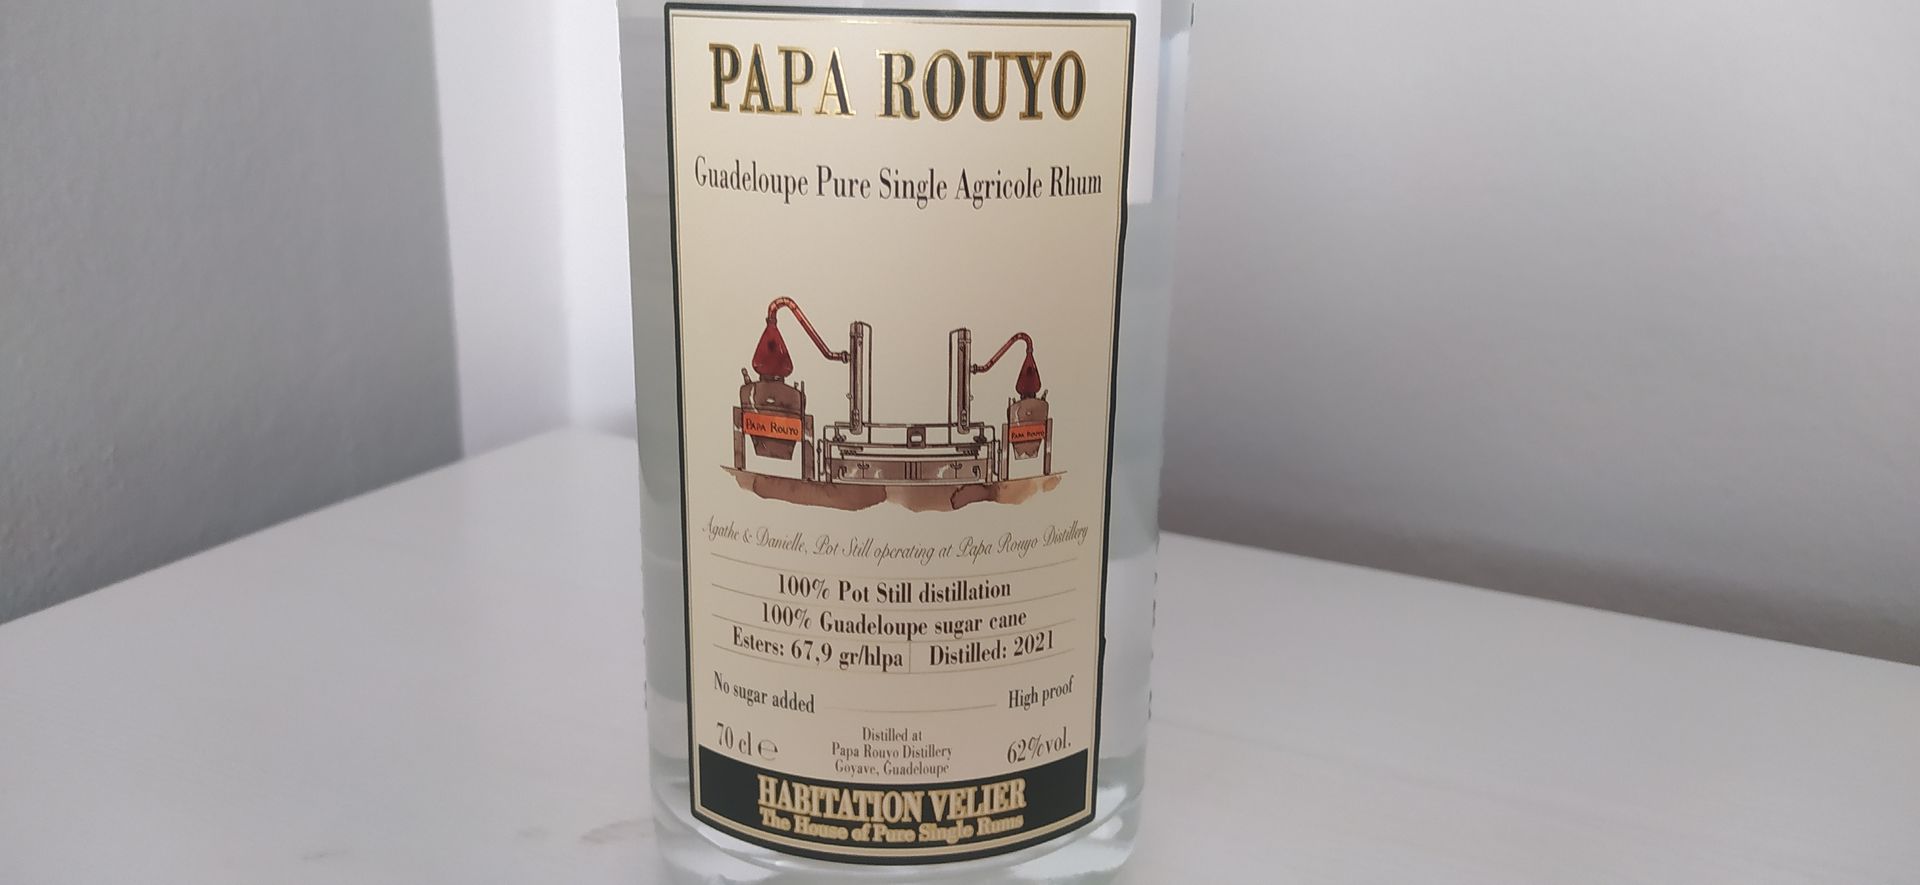 PAPA ROUYO
Guadeloupe Pure Single Agricole Rhum
PAPA ROUYO
PAPA ROUYO
Agathe & Danielle, Pot Still operating at Papa Rouyo Distillery
100% Pot Still distillation
100% Guadeloupe sugar cane
Esters: 67,9 gr/hlpa Distilled: 2021
No sugar added High proof
70 cl ℮ 62%vol.
Distilled at
Papa Rouyo Distillery
Goyave, Guadeloupe
HABITATION VELIER
The House of Pure Single Rums